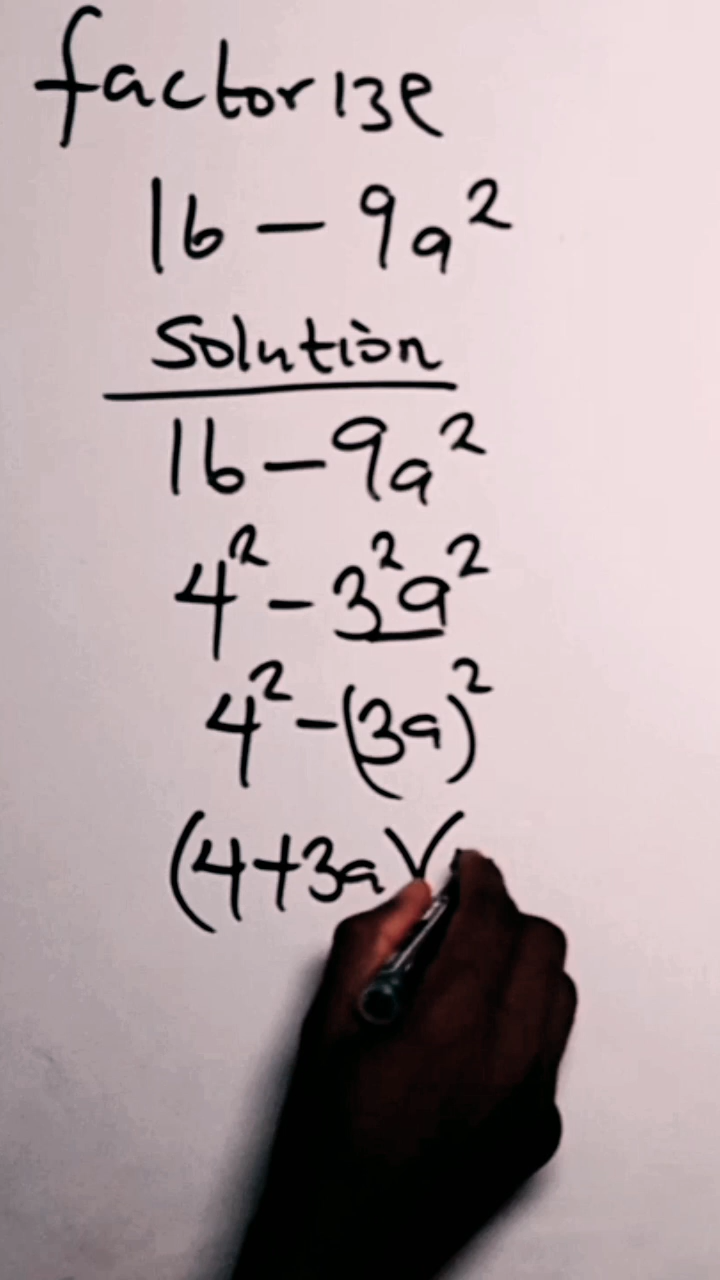 factorize
16 - 9a²
Solution
16 - 9a²
4² - 3²a²
4² - (3a)²
(4+3a)(